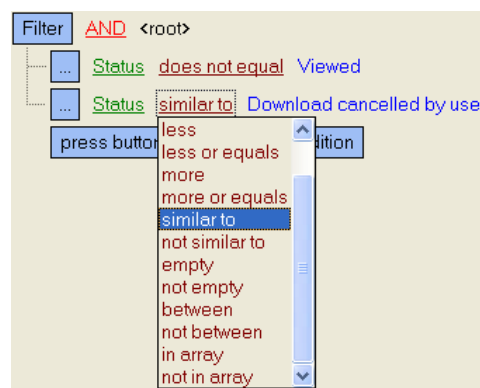 Filter AND <root>
... Status does not equal Viewed
... Status similar to Download cancelled by use
press button dition
less
less or equals
more
more or equals
similar to
not similar to
empty
not empty
between
not between
in array
not in array